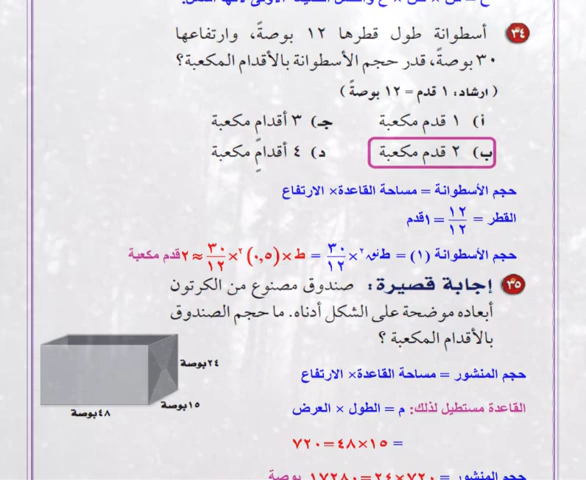 ٣٤ أسطوانة طول قطرها ١٢ بوصةً، وارتفاعها
٣٠ بوصةً، قدر حجم الأسطوانة بالأقدام المكعبة؟
( ارشاد: ١ قدم = ١٢ بوصةً )
أ) ١ قدم مكعبة جـ) ٣ أقدامٍ مكعبة
ب) ٢ قدم مكعبة د) ٤ أقدامٍ مكعبة
حجم الأسطوانة = مساحة القاعدة× الارتفاع
القطر = ١٢/١٢ = ١قدم
حجم الأسطوانة (١) = ط نق٢ × ٣٠/١٢ = ط × (٠,٥)٢ × ٣٠/١٢ ≈ ٢قدم مكعبة
٣٥ إجابة قصيرة: صندوق مصنوع من الكرتون
أبعاده موضحة على الشكل أدناه. ما حجم الصندوق
بالأقدام المكعبة ؟
٢٤بوصة
١٥بوصة
٤٨بوصة
حجم المنشور = مساحة القاعدة× الارتفاع
القاعدة مستطيل لذلك: م = الطول × العرض
= ١٥×٤٨=٧٢٠
حجم المنشور = ٧٢٠×٢٤=١٧٢٨٠ بوصة